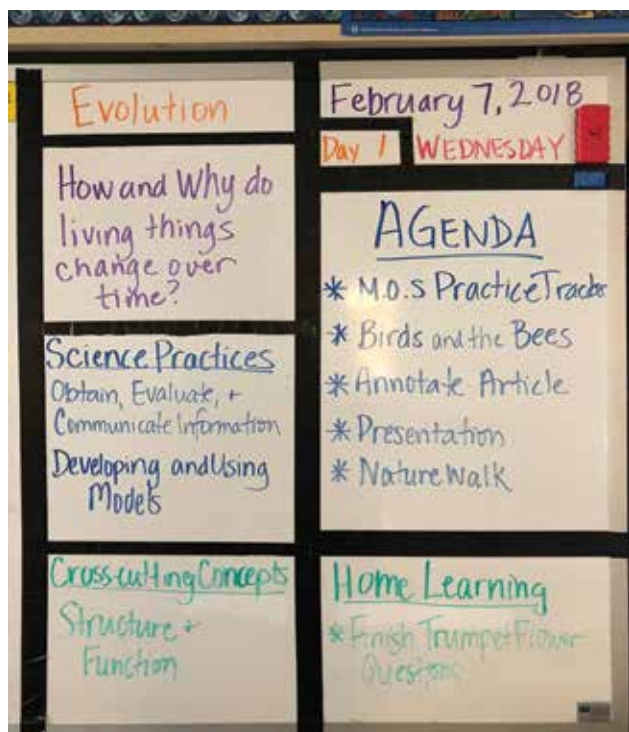 Evolution
How and Why do
living things
change over
time?
Science Practices
Obtain, Evaluate, +
Communicate Information
Developing and Using
Models
Cross-cutting Concepts
Structure +
Function
February 7, 2018
Day 1 WEDNESDAY
AGENDA
* M.O.S Practice Tracker
* Birds and the Bees
* Annotate Article
* Presentation
* Nature Walk
Home Learning
* Finish Trumpet Flower
Questions